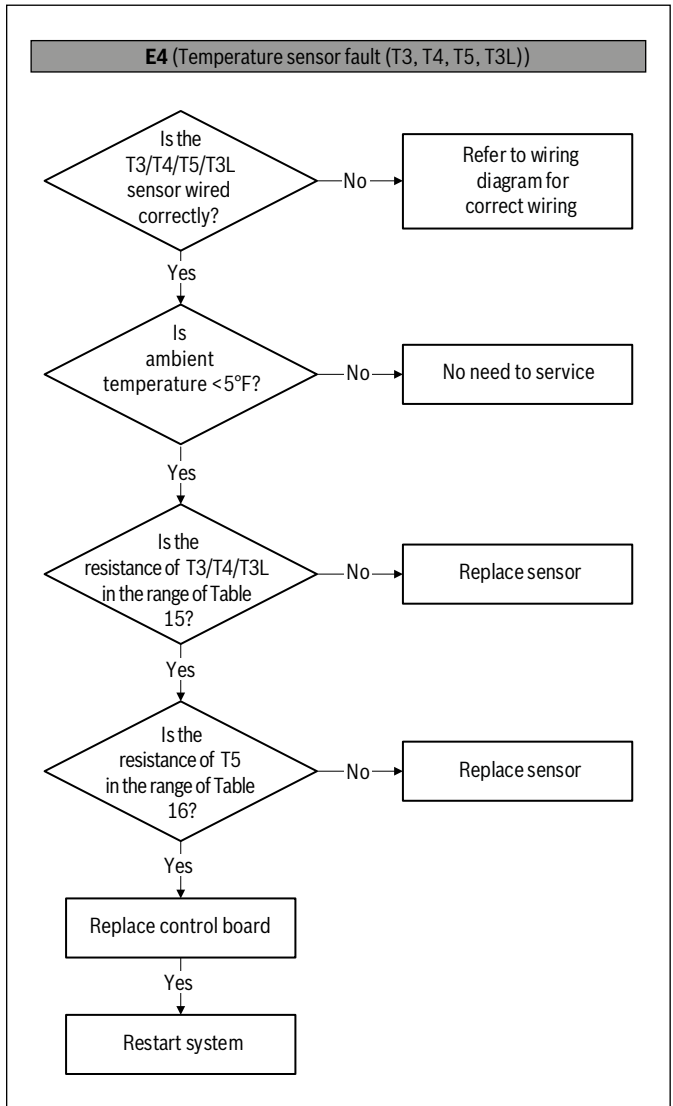 E4 (Temperature sensor fault (T3, T4, T5, T3L))
Is the
T3/T4/T5/T3L
sensor wired
correctly?
No
Refer to wiring
diagram for
correct wiring
Yes
Is
ambient
temperature <5°F?
No
No need to service
Yes
Is the
resistance of T3/T4/T3L
in the range of Table
15?
No
Replace sensor
Yes
Is the
resistance of T5
in the range of Table
16?
No
Replace sensor
Yes
Replace control board
Yes
Restart system